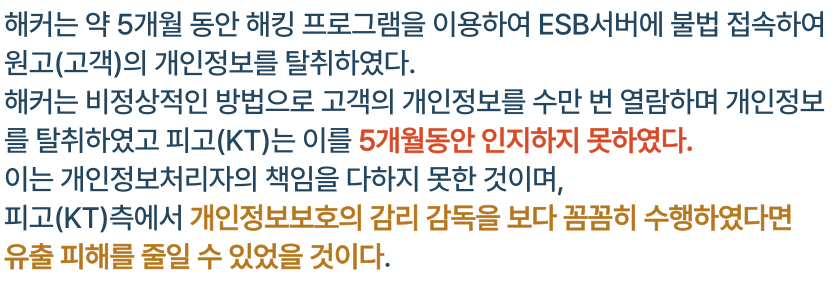 해커는 약 5개월 동안 해킹 프로그램을 이용하여 ESB서버에 불법 접속하여
원고(고객)의 개인정보를 탈취하였다.
해커는 비정상적인 방법으로 고객의 개인정보를 수만 번 열람하며 개인정보
를 탈취하였고 피고(KT)는 이를 5개월동안 인지하지 못하였다.
이는 개인정보처리자의 책임을 다하지 못한 것이며,
피고(KT)측에서 개인정보보호의 감리 감독을 보다 꼼꼼히 수행하였다면
유출 피해를 줄일 수 있었을 것이다.